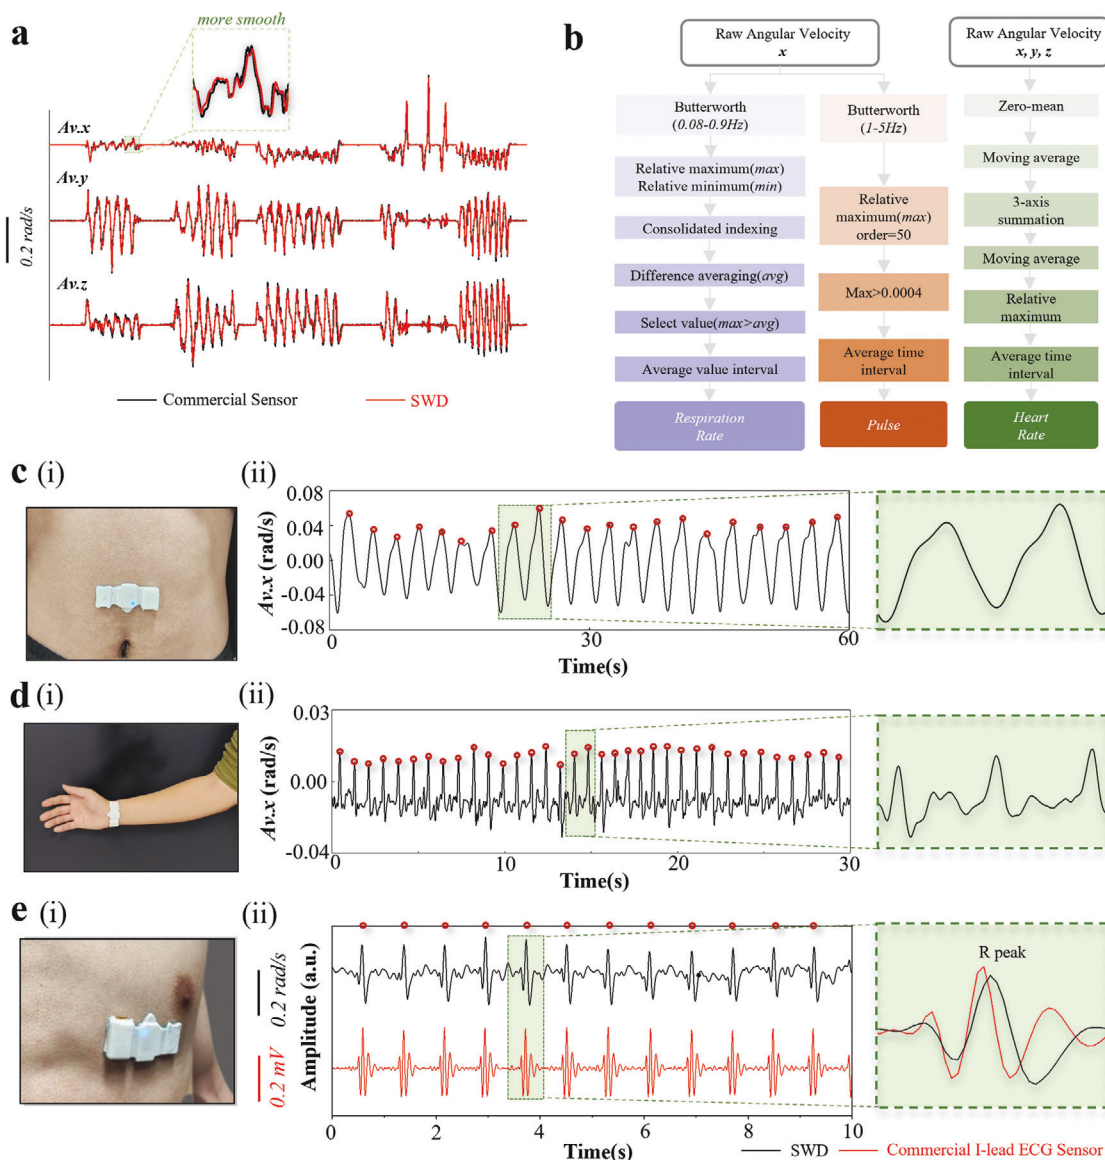 a
more smooth
Av.x
Av.y
Av.z
0.2 rad/s
Commercial Sensor
SWD
b
Raw Angular Velocity
x
Raw Angular Velocity
x, y, z
Butterworth
(0.08-0.9Hz)
Relative maximum(max)
Relative minimum(min)
Consolidated indexing
Difference averaging(avg)
Select value(max>avg)
Average value interval
Respiration
Rate
Butterworth
(1-5Hz)
Relative
maximum(max)
order=50
Max>0.0004
Average time
interval
Pulse
Zero-mean
Moving average
3-axis
summation
Moving average
Relative
maximum
Average time
interval
Heart
Rate
c (i)
(ii)
Av.x (rad/s)
0.08
0.04
0.00
-0.04
-0.08
0
30
60
Time(s)
d (i)
(ii)
Av.x (rad/s)
0.03
0.00
-0.04
0
10
20
30
Time(s)
e (i)
(ii)
0.2 rad/s
0.2 mV
Amplitude (a.u.)
R peak
0
2
4
6
8
10
Time(s)
SWD
Commercial I-lead ECG Sensor